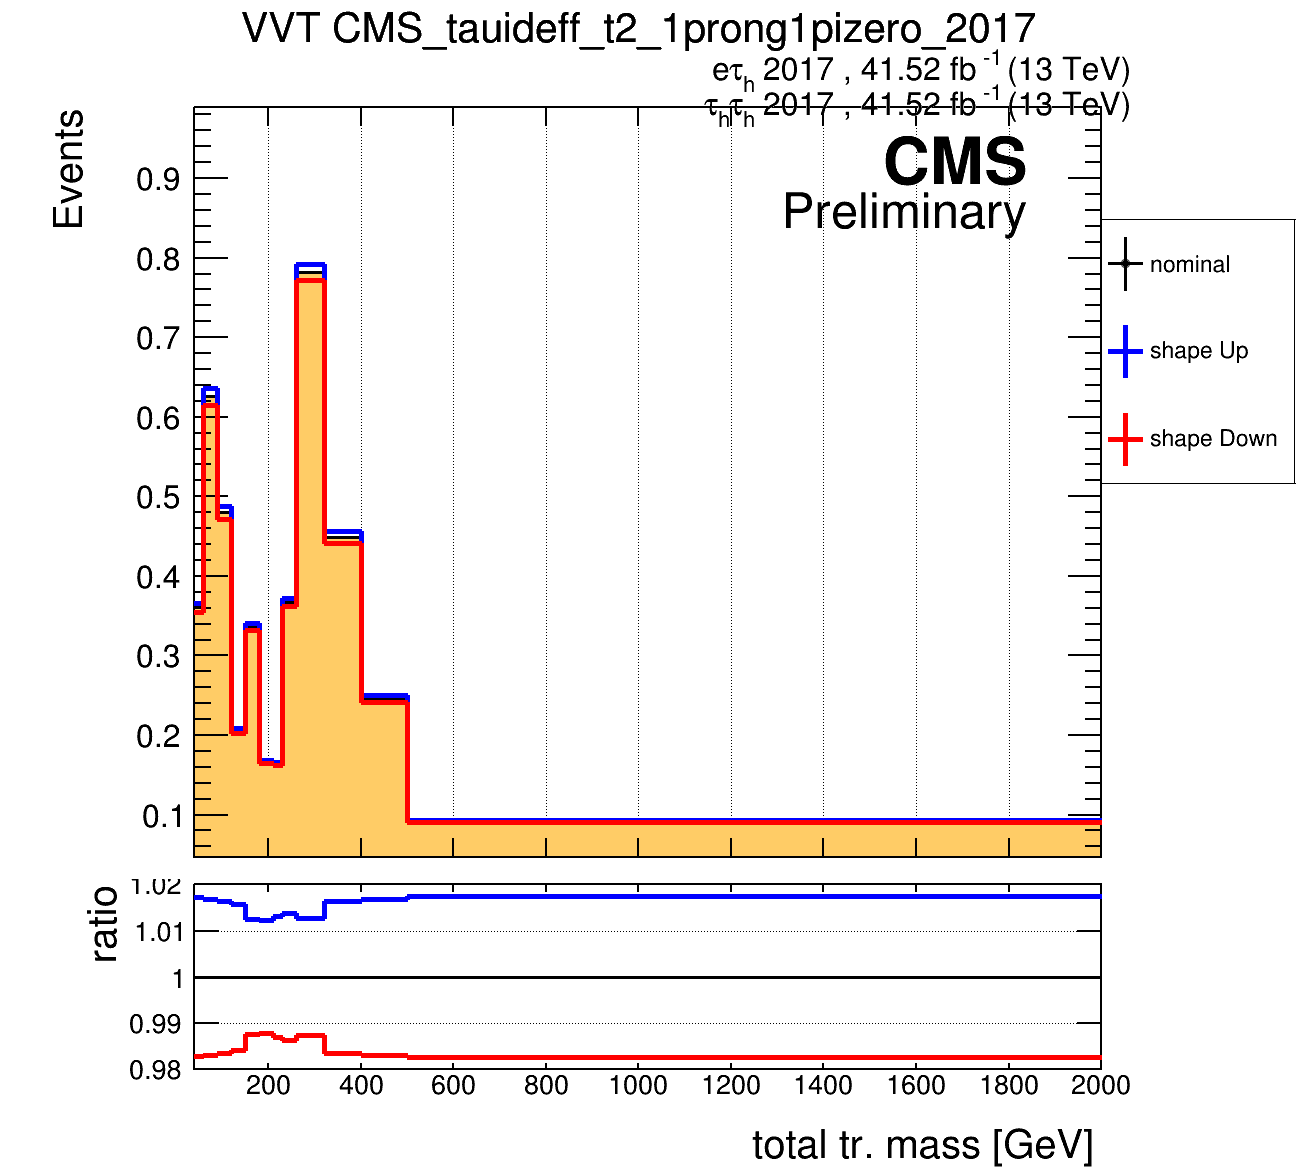 VVT CMS_tauideff_t2_1prong1pizero_2017
eτh 2017 , 41.52 fb -1 (13 TeV)
τhτh 2017 , 41.52 fb -1 (13 TeV)
CMS
Preliminary
Events
0.9
0.8
0.7
0.6
0.5
0.4
0.3
0.2
0.1
nominal
shape Up
shape Down
ratio
1.02
1.01
1
0.99
0.98
200 400 600 800 1000 1200 1400 1600 1800 2000
total tr. mass [GeV]